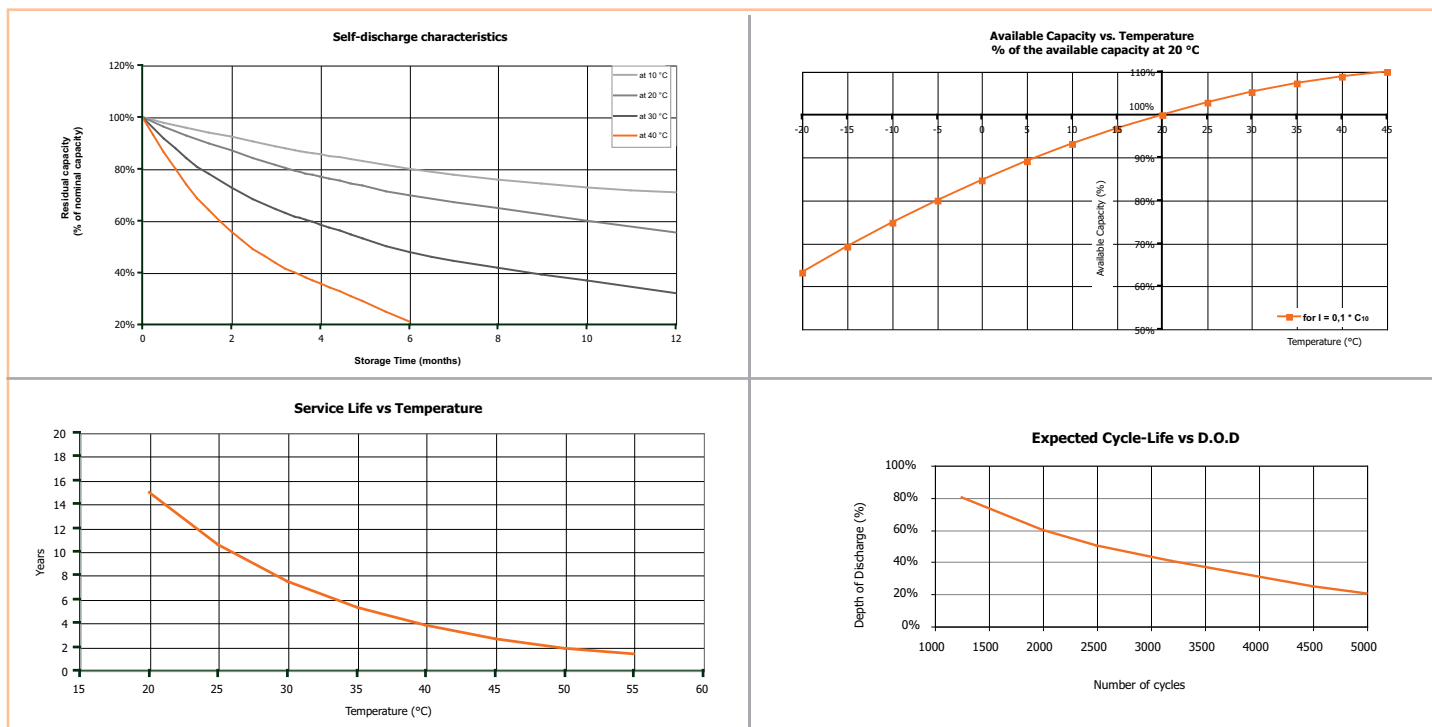 Self-discharge characteristics
120%
100%
80%
60%
40%
20%
Residual capacity
(% of nominal capacity)
at 10 °C
at 20 °C
at 30 °C
at 40 °C
0 2 4 6 8 10 12
Storage Time (months)
Available Capacity vs. Temperature
% of the available capacity at 20 °C
110%
100%
-20 -15 -10 -5 0 5 10 15 20 25 30 35 40 45
90%
80%
70%
60%
50%
Available Capacity (%)
for I = 0,1 * C₁₀
Temperature (°C)
Service Life vs Temperature
20
18
16
14
12
10
8
6
4
2
0
Years
15 20 25 30 35 40 45 50 55 60
Temperature (°C)
Expected Cycle-Life vs D.O.D
100%
80%
60%
40%
20%
0%
Depth of Discharge (%)
1000 1500 2000 2500 3000 3500 4000 4500 5000
Number of cycles